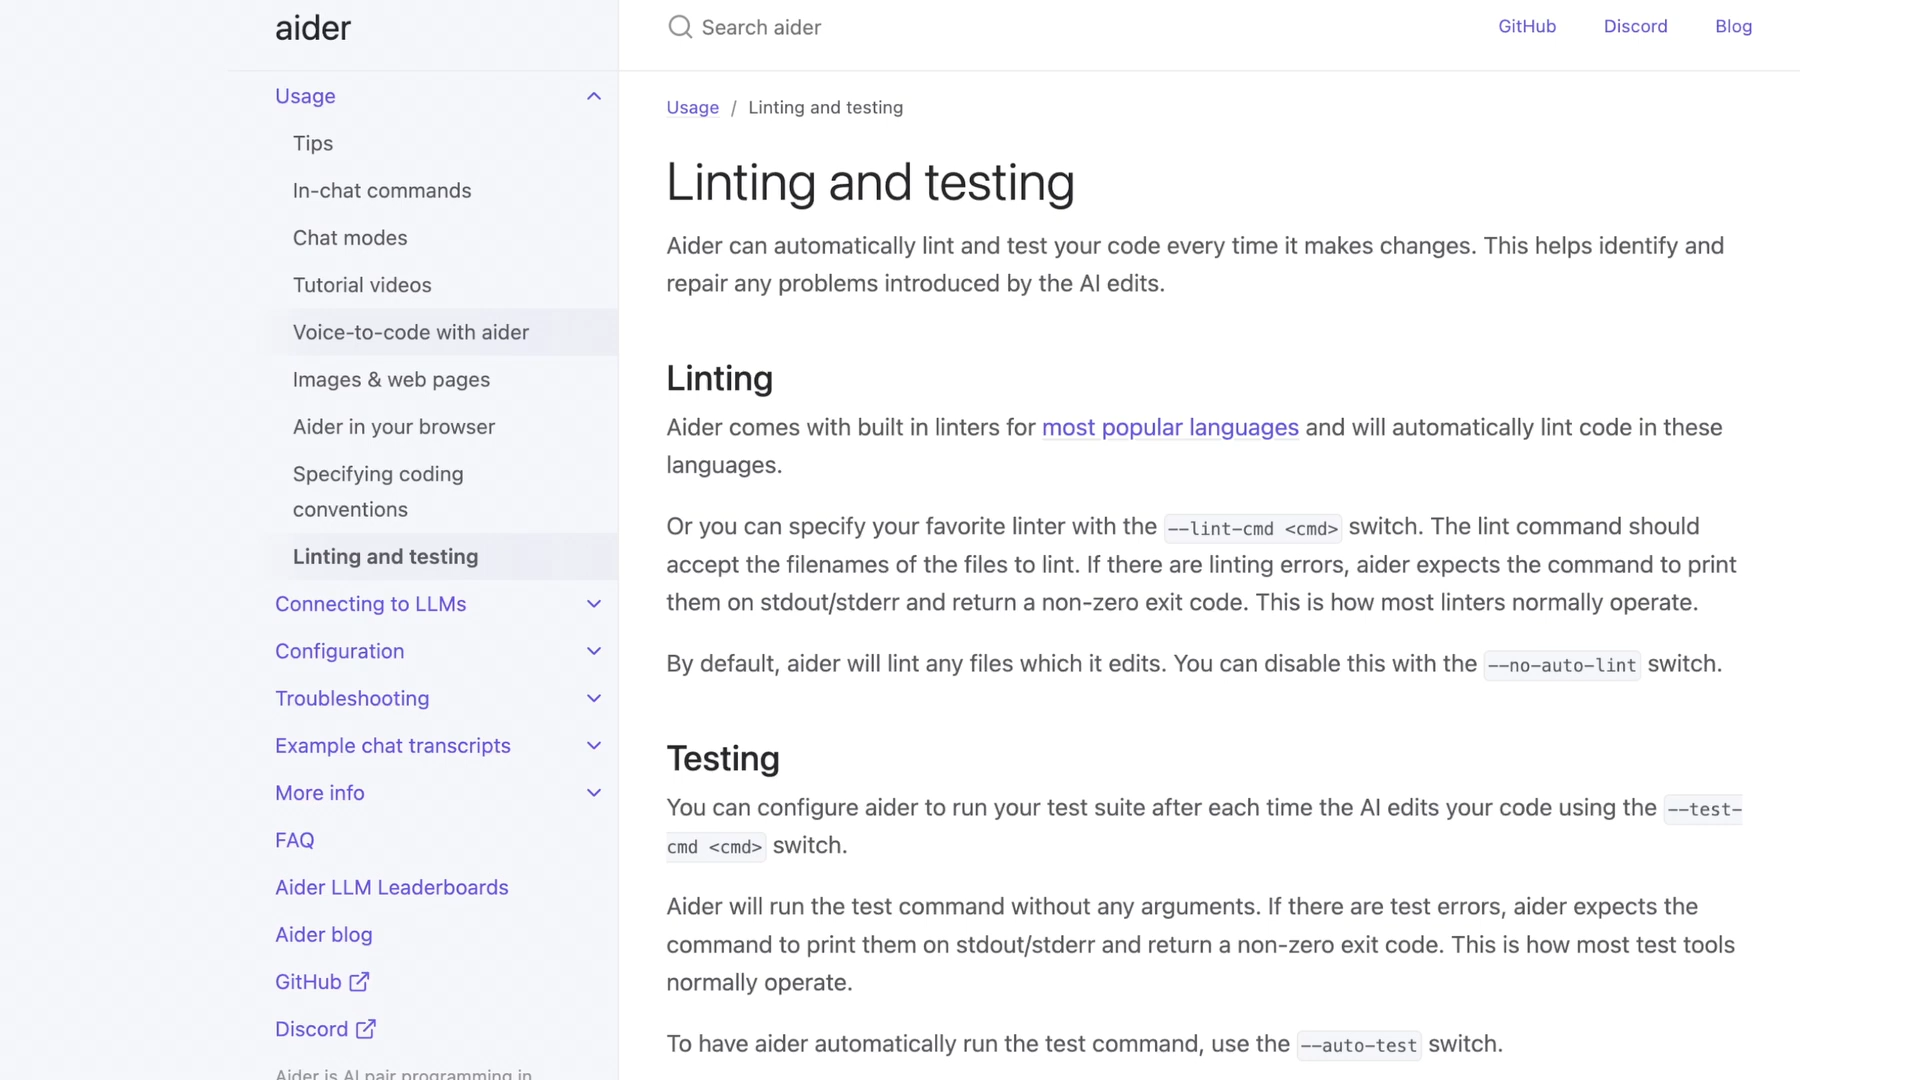 aider
Search aider
GitHub
Discord
Blog
Usage
Tips
In-chat commands
Chat modes
Tutorial videos
Voice-to-code with aider
Images & web pages
Aider in your browser
Specifying coding
conventions
Linting and testing
Connecting to LLMs
Configuration
Troubleshooting
Example chat transcripts
More info
FAQ
Aider LLM Leaderboards
Aider blog
GitHub
Discord
Aider is AI pair programming in
Usage / Linting and testing
Linting and testing
Aider can automatically lint and test your code every time it makes changes. This helps identify and
repair any problems introduced by the AI edits.
Linting
Aider comes with built in linters for most popular languages and will automatically lint code in these
languages.
Or you can specify your favorite linter with the --lint-cmd <cmd> switch. The lint command should
accept the filenames of the files to lint. If there are linting errors, aider expects the command to print
them on stdout/stderr and return a non-zero exit code. This is how most linters normally operate.
By default, aider will lint any files which it edits. You can disable this with the --no-auto-lint switch.
Testing
You can configure aider to run your test suite after each time the AI edits your code using the --test-
cmd <cmd> switch.
Aider will run the test command without any arguments. If there are test errors, aider expects the
command to print them on stdout/stderr and return a non-zero exit code. This is how most test tools
normally operate.
To have aider automatically run the test command, use the --auto-test switch.